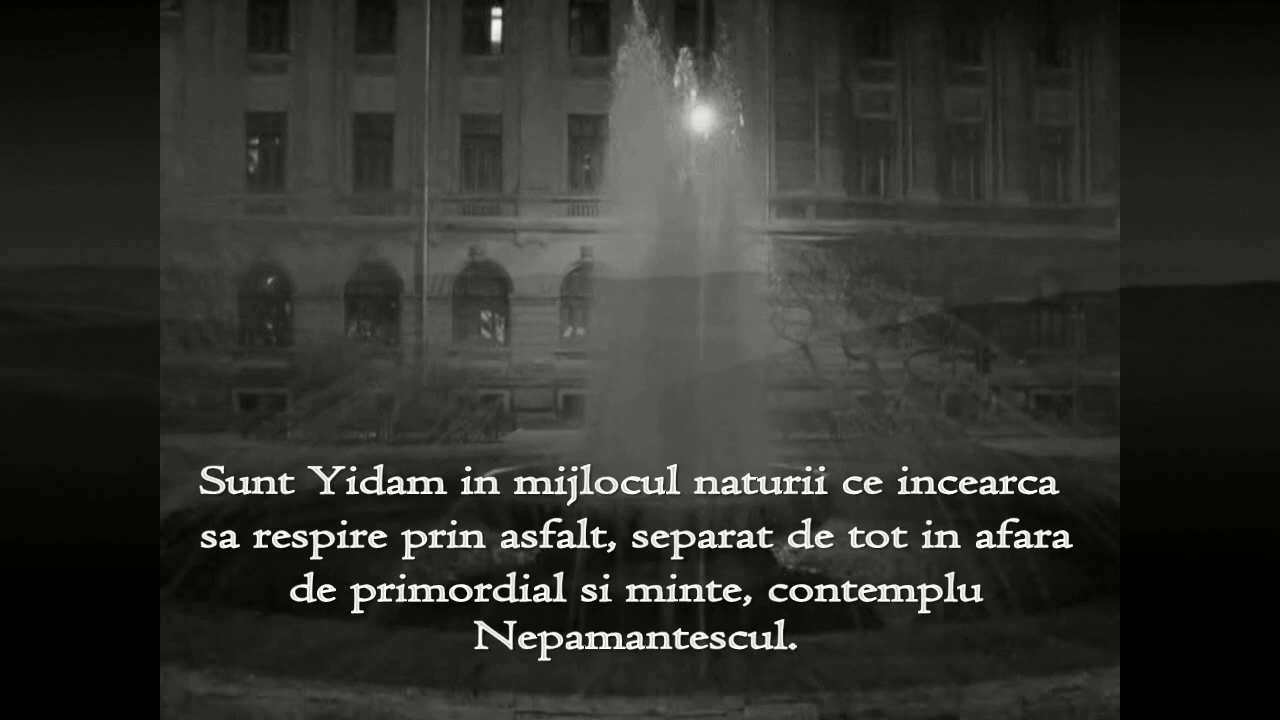 Sunt Yidam in mijlocul naturii ce incearca
sa respire prin asfalt, separat de tot in afara
de primordial si minte, contemplu
Nepamantescul.